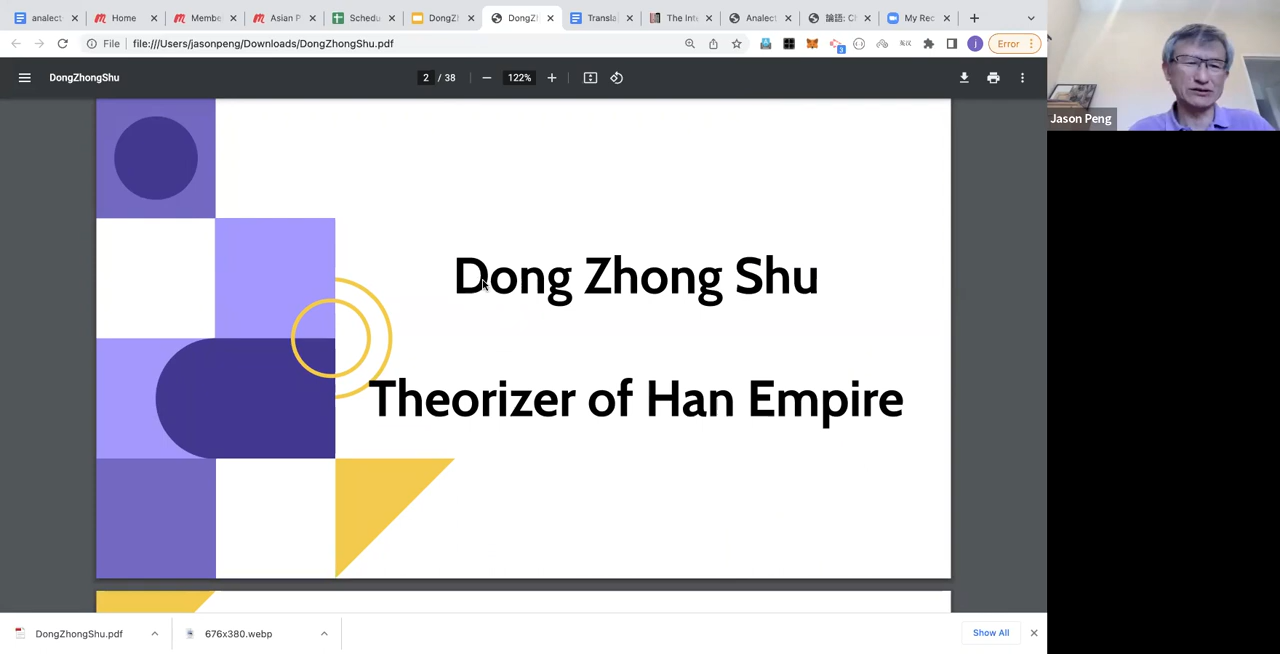 analect
Home
Membe
Asian P
Schedu
DongZ
DongZ
Transla
The Inte
Analect
論語: C
My Rec
File
file:///Users/jasonpeng/Downloads/DongZhongShu.pdf
3
j
Error
DongZhongShu
2 / 38
122%
Jason Peng
Dong Zhong Shu
Theorizer of Han Empire
DongZhongShu.pdf
676x380.webp
Show All